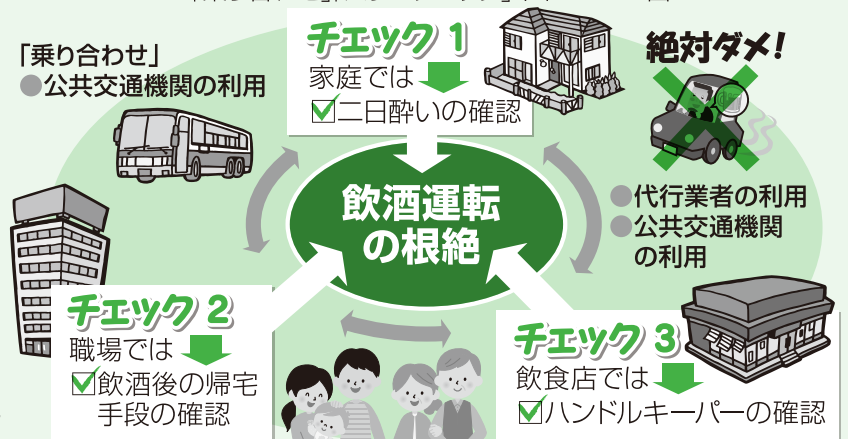 チェック 1
家庭では
二日酔いの確認
「乗り合わせ」
●公共交通機関の利用
絶対ダメ!
●代行業者の利用
●公共交通機関
の利用
飲酒運転
の根絶
チェック 2
職場では
飲酒後の帰宅
手段の確認
チェック 3
飲食店では
ハンドルキーパーの確認